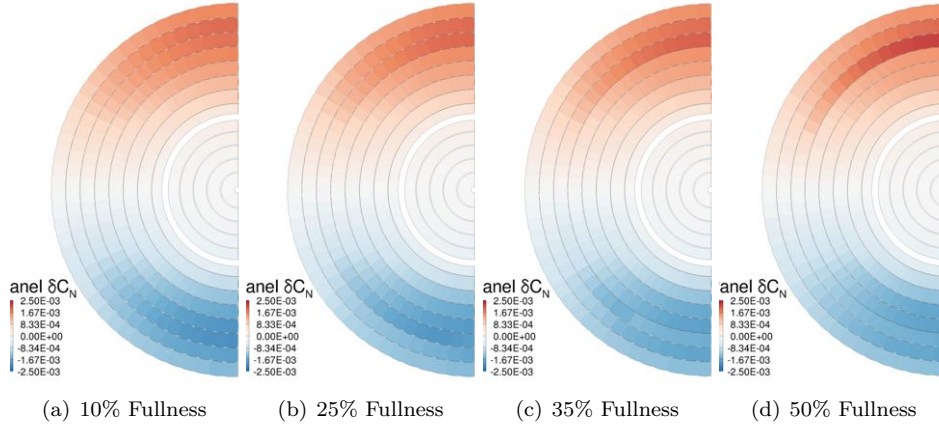 anel δC_N
2.50E-03
1.67E-03
8.33E-04
0.00E+00
-8.34E-04
-1.67E-03
-2.50E-03
(a) 10% Fullness
anel δC_N
2.50E-03
1.67E-03
8.33E-04
0.00E+00
-8.34E-04
-1.67E-03
-2.50E-03
(b) 25% Fullness
anel δC_N
2.50E-03
1.67E-03
8.33E-04
0.00E+00
-8.34E-04
-1.67E-03
-2.50E-03
(c) 35% Fullness
anel δC_N
2.50E-03
1.67E-03
8.33E-04
0.00E+00
-8.34E-04
-1.67E-03
-2.50E-03
(d) 50% Fullness